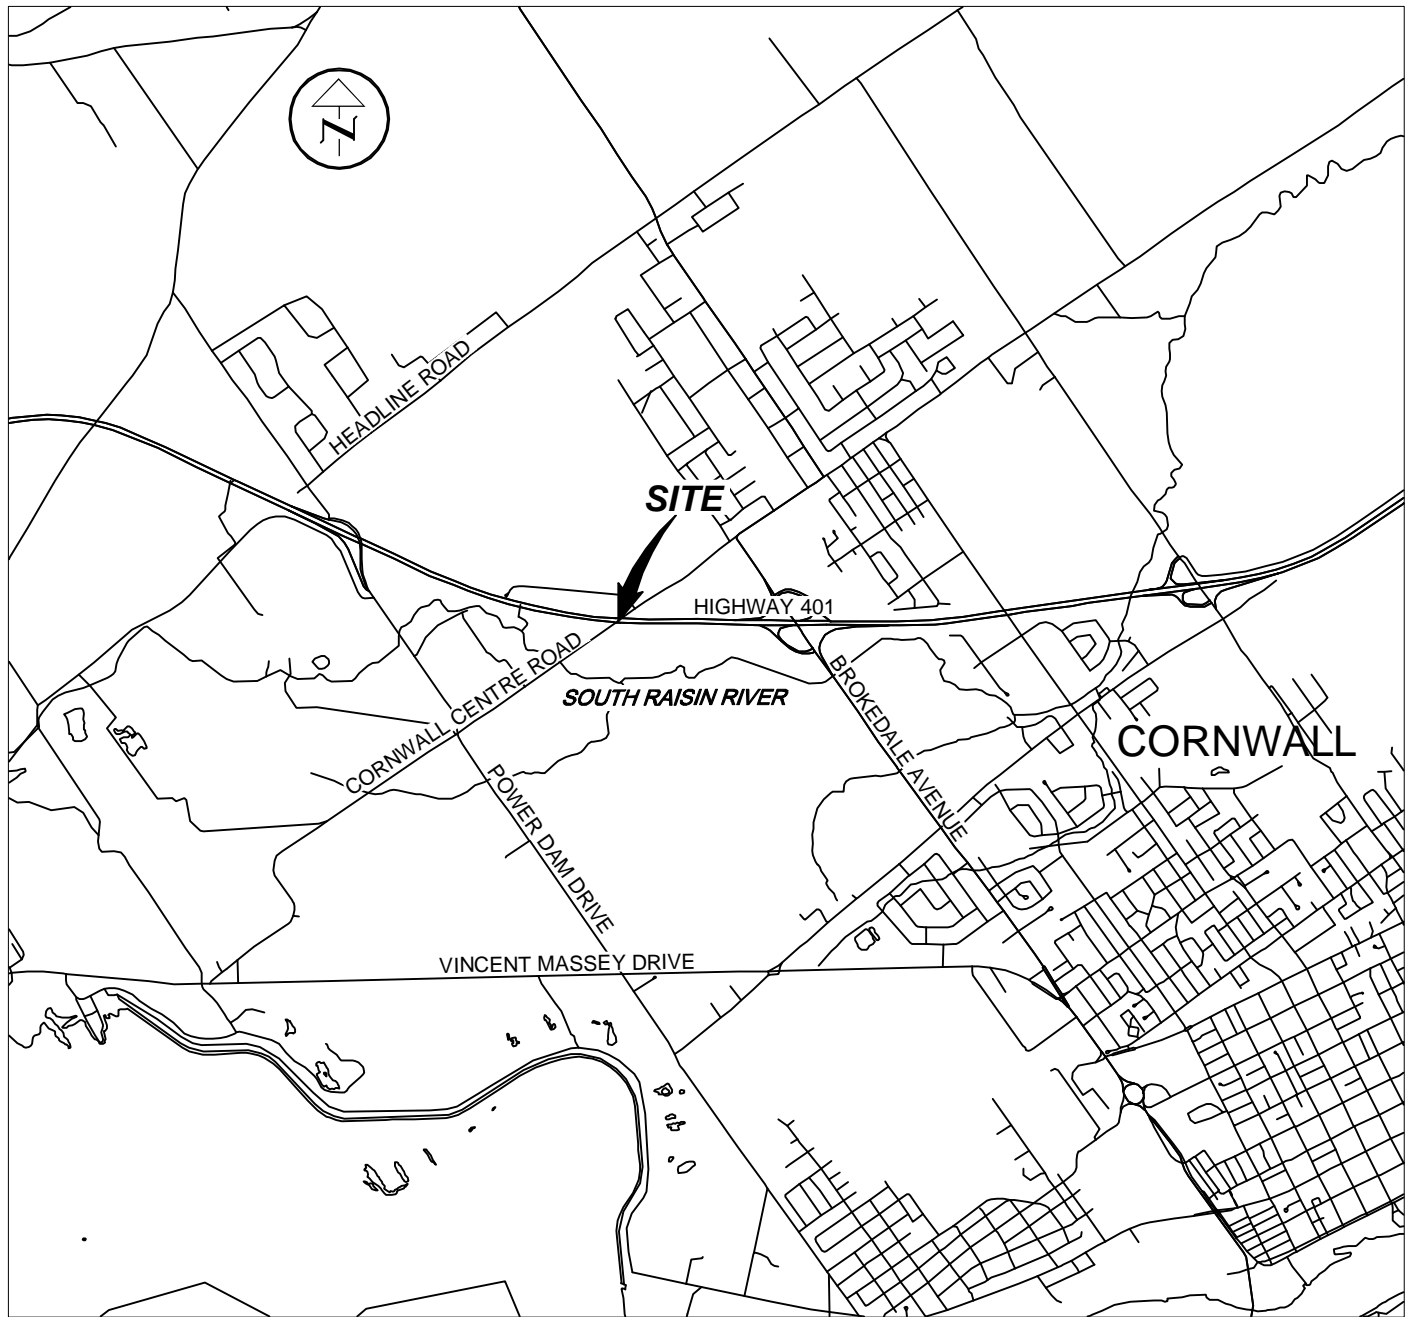 N
HEADLINE ROAD
SITE
HIGHWAY 401
CORNWALL CENTRE ROAD
SOUTH RAISIN RIVER
BROKEDALE AVENUE
CORNWALL
POWER DAM DRIVE
VINCENT MASSEY DRIVE